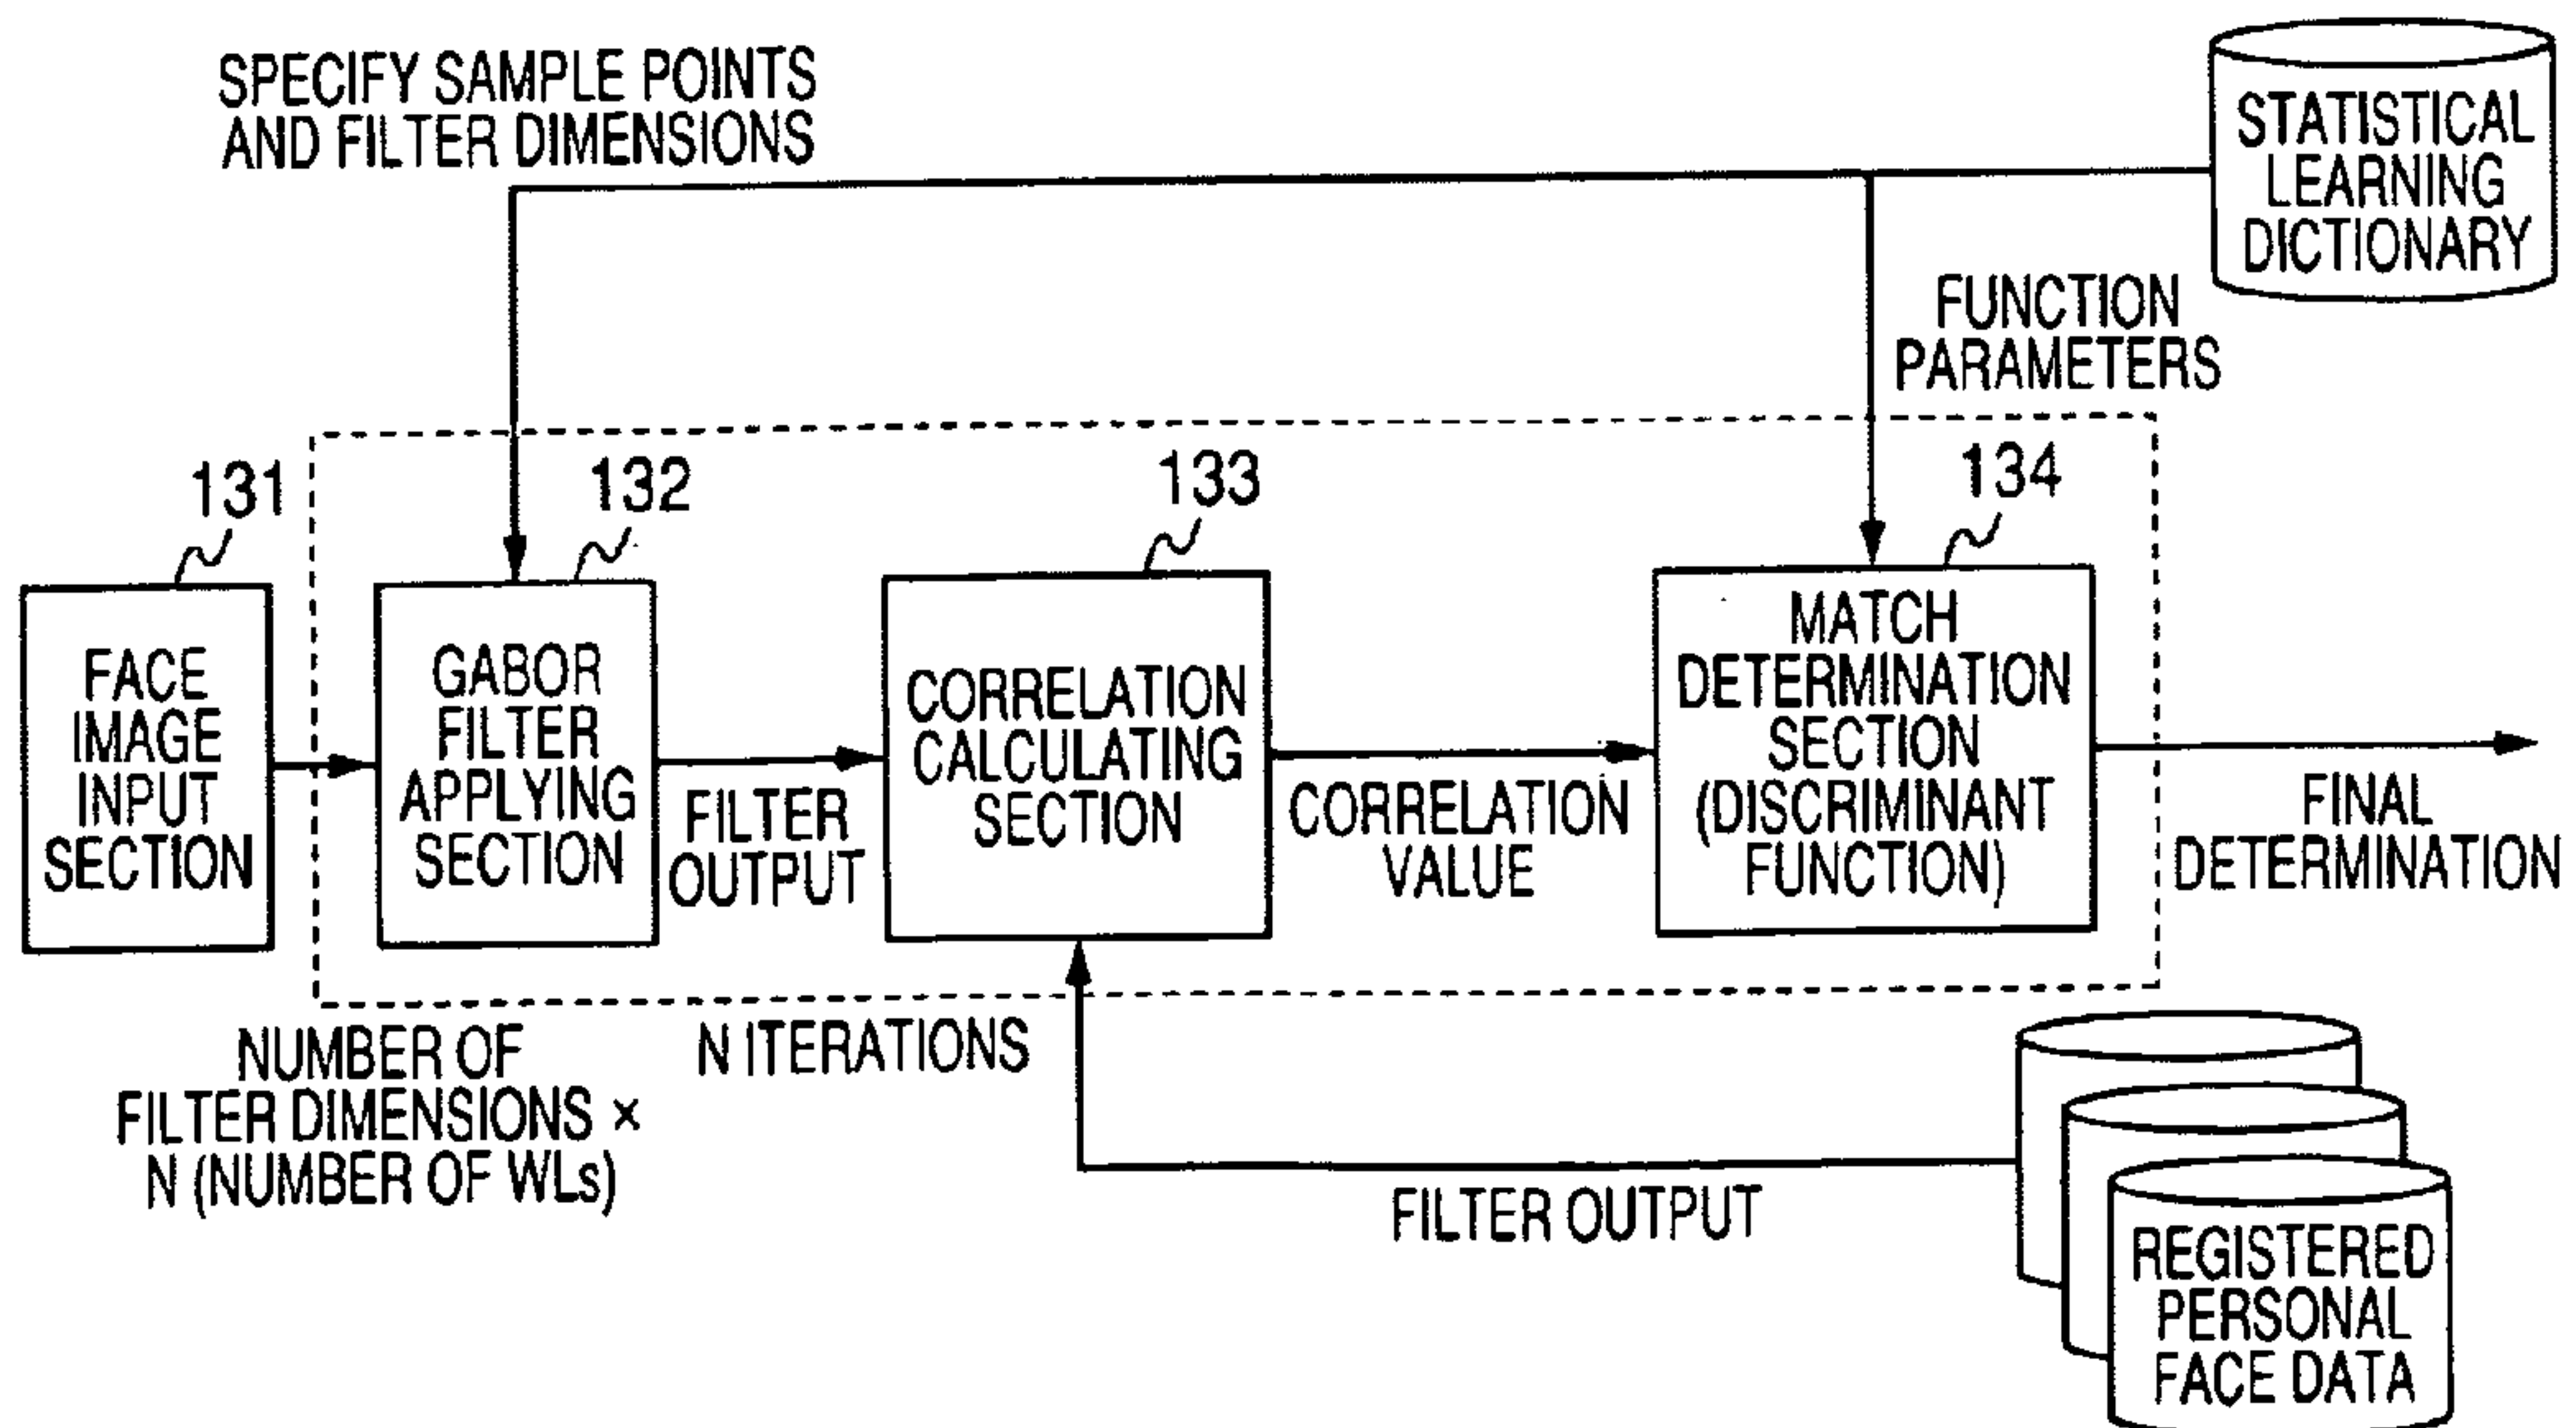 SPECIFY SAMPLE POINTS
AND FILTER DIMENSIONS
STATISTICAL
LEARNING
DICTIONARY
FUNCTION
PARAMETERS
131
132
133
134
FACE
IMAGE
INPUT
SECTION
GABOR
FILTER
APPLYING
SECTION
FILTER
OUTPUT
CORRELATION
CALCULATING
SECTION
CORRELATION
VALUE
MATCH
DETERMINATION
SECTION
(DISCRIMINANT
FUNCTION)
FINAL
DETERMINATION
NUMBER OF
FILTER DIMENSIONS ×
N (NUMBER OF WLs)
N ITERATIONS
FILTER OUTPUT
REGISTERED
PERSONAL
FACE DATA